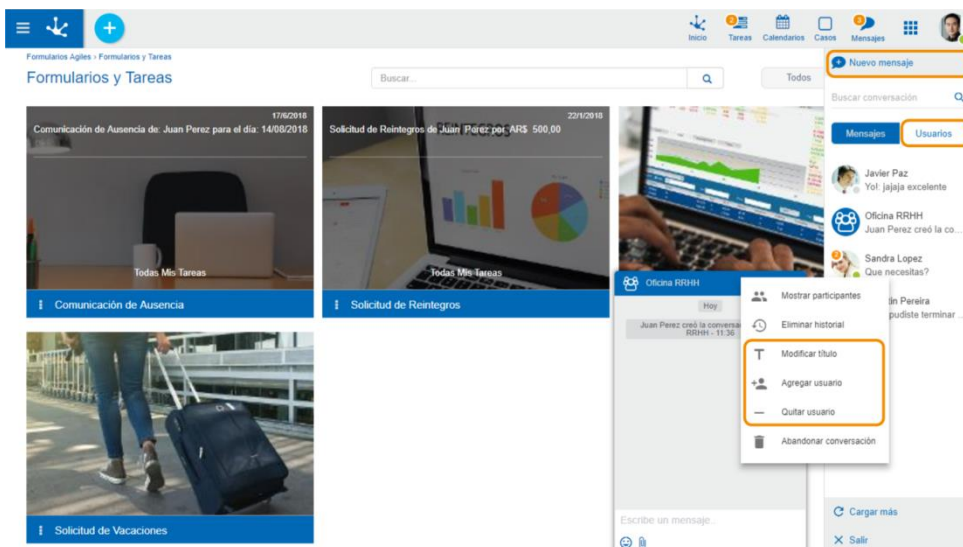 Inicio
2
Tareas
Calendarios
Casos
Mensajes
Formularios Agiles › Formularios y Tareas
Formularios y Tareas
Buscar...
Todos
Nuevo mensaje
Buscar conversación
Mensajes
Usuarios
17/6/2018
Comunicación de Ausencia de: Juan Perez para el día: 14/08/2018
Todas Mis Tareas
Comunicación de Ausencia
22/1/2018
Solicitud de Reintegros de Juan Perez por: AR$ 500,00
Todas Mis Tareas
Solicitud de Reintegros
Javier Paz
Yo!: jajaja excelente
Oficina RRHH
Juan Perez creó la co...
Sandra Lopez
Que necesitas?
tin Pereira
pudiste terminar ...
Oficina RRHH
Hoy
Juan Perez creó la conversa
RRHH - 11:36
Mostrar participantes
Eliminar historial
Modificar título
Agregar usuario
Quitar usuario
Abandonar conversación
Escribe un mensaje...
Solicitud de Vacaciones
Cargar más
Salir